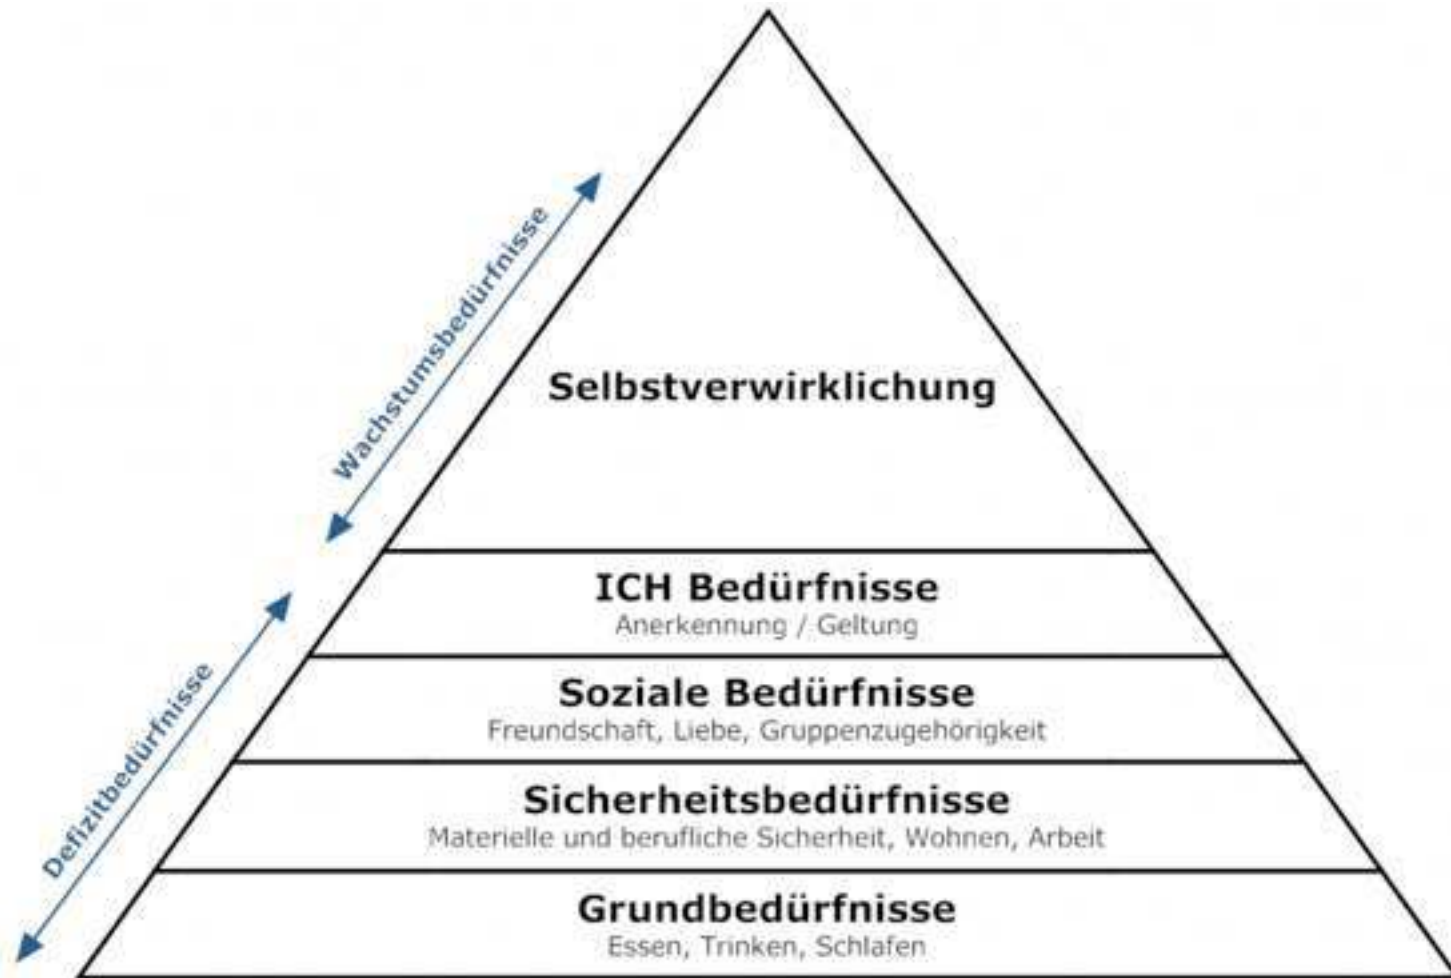 Wachstumsbedürfnisse
Selbstverwirklichung
Defizitbedürfnisse
ICH Bedürfnisse
Anerkennung / Geltung
Soziale Bedürfnisse
Freundschaft, Liebe, Gruppenzugehörigkeit
Sicherheitsbedürfnisse
Materielle und berufliche Sicherheit, Wohnen, Arbeit
Grundbedürfnisse
Essen, Trinken, Schlafen